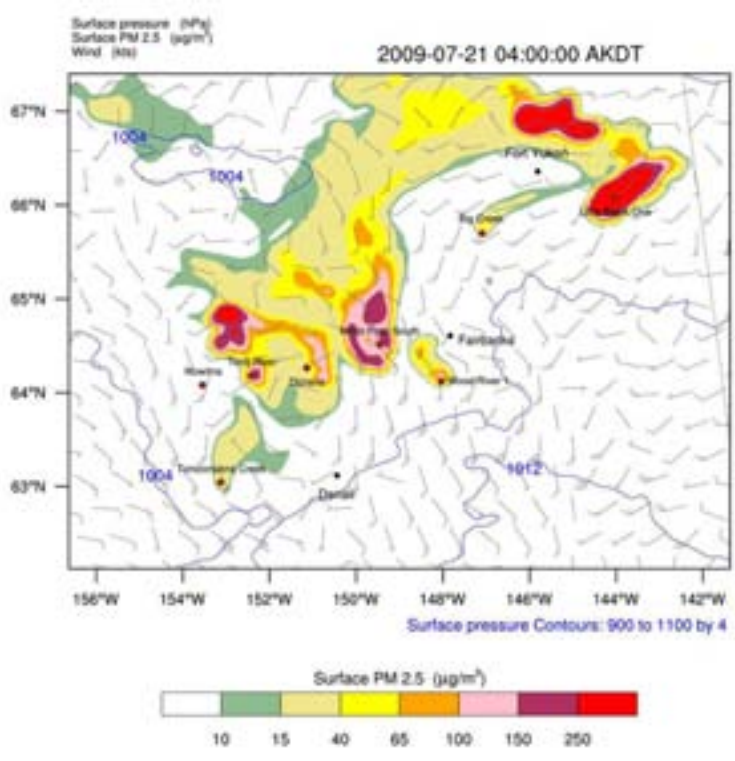 Surface pressure (hPa)
Surface PM 2.5 (µg/m³)
Wind (kts)
2009-07-21 04:00:00 AKDT
67°N
1004
1004
Fort Yukon
66°N
Big Creek
65°N
Fairbanks
64°N
Wood River 1
1004
1012
63°N
Denali
156°W 154°W 152°W 150°W 148°W 146°W 144°W 142°W
Surface pressure Contours: 900 to 1100 by 4
Surface PM 2.5 (µg/m³)
10 15 40 65 100 150 250